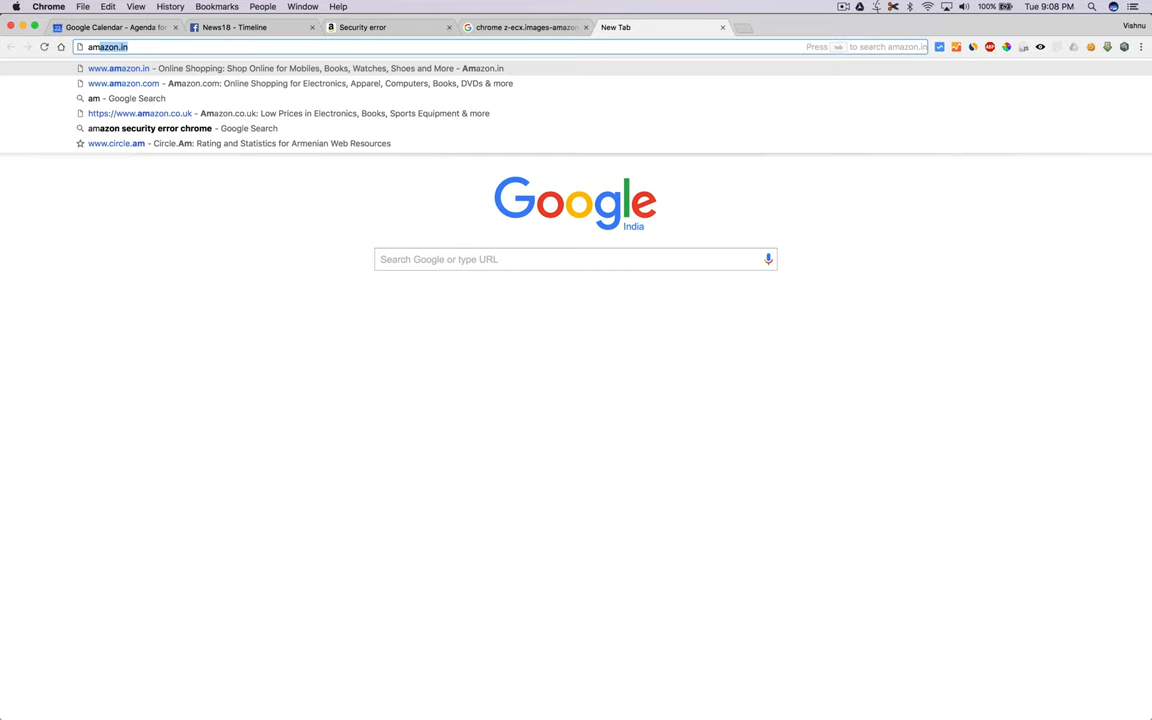 Chrome File Edit View History Bookmarks People Window Help 100% Tue 9:08 PM
Google Calendar - Agenda for News18 - Timeline Security error chrome z-ecx.images-amazon New Tab Vishnu
amazon.in Press tab to search amazon.in
www.amazon.in - Online Shopping: Shop Online for Mobiles, Books, Watches, Shoes and More - Amazon.in
www.amazon.com - Amazon.com: Online Shopping for Electronics, Apparel, Computers, Books, DVDs & more
am - Google Search
https://www.amazon.co.uk - Amazon.co.uk: Low Prices in Electronics, Books, Sports Equipment & more
amazon security error chrome - Google Search
www.circle.am - Circle.Am: Rating and Statistics for Armenian Web Resources
Google
India
Search Google or type URL